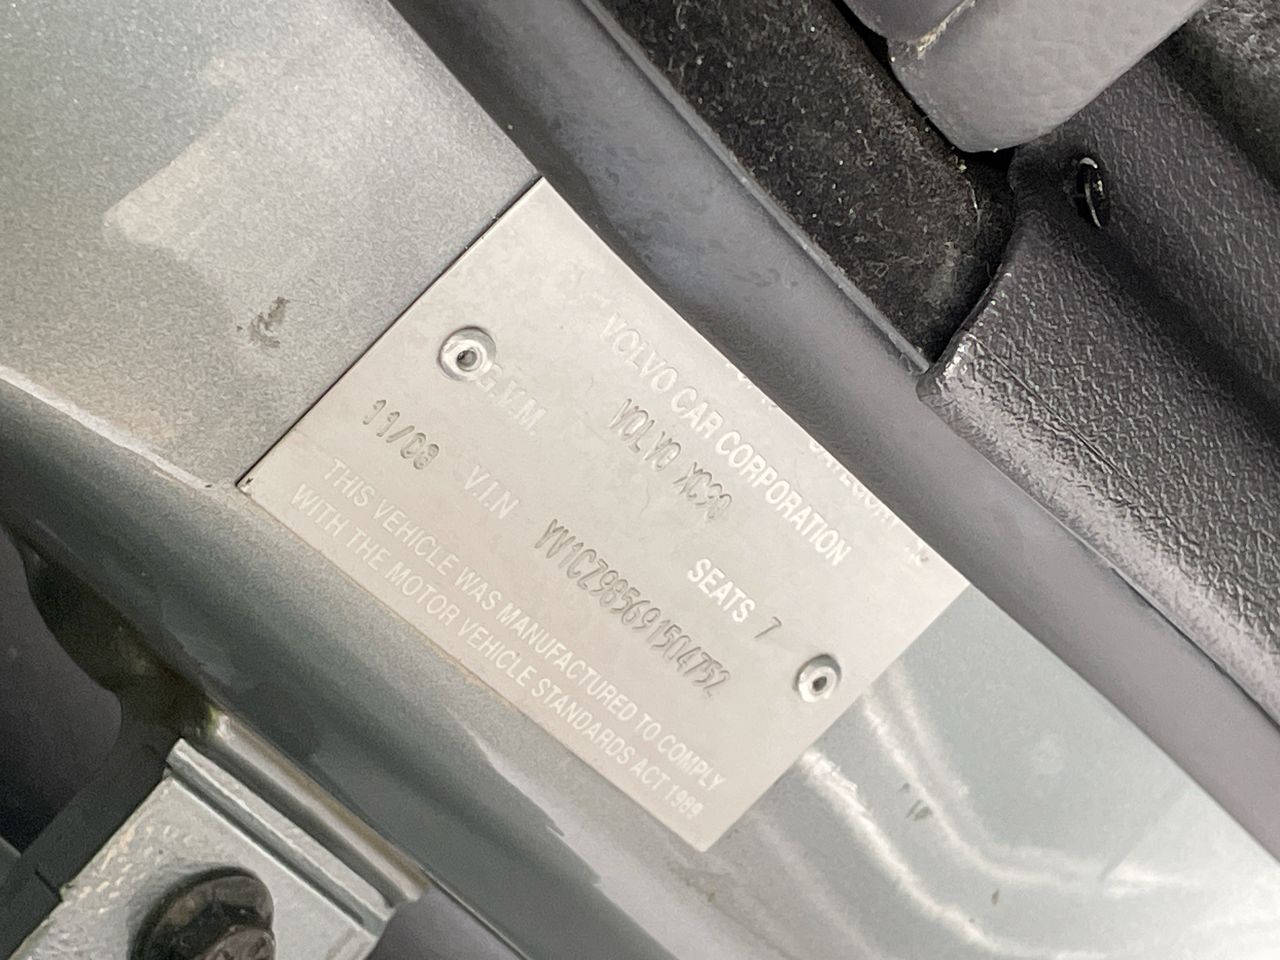 VOLVO CAR CORPORATION
VOLVO XC90
G.V.M. SEATS 7
11/08 V.I.N YV1CZ985691504752
THIS VEHICLE WAS MANUFACTURED TO COMPLY
WITH THE MOTOR VEHICLE STANDARDS ACT 1989